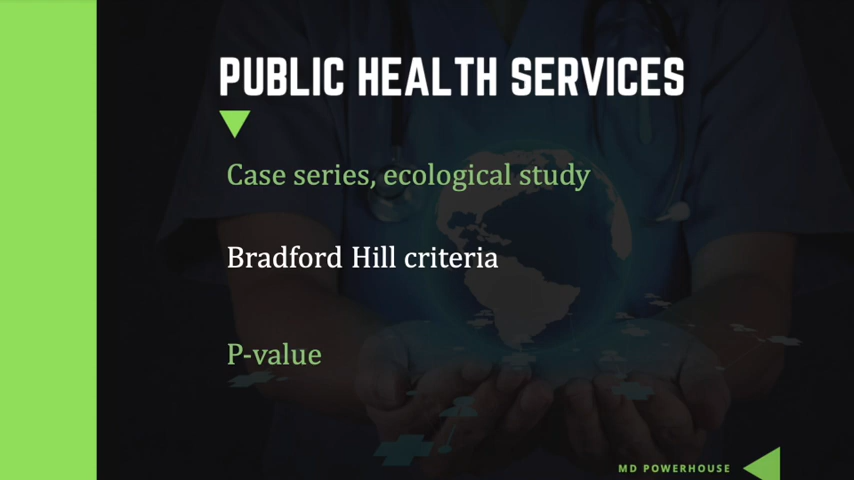 PUBLIC HEALTH SERVICES
Case series, ecological study
Bradford Hill criteria
P-value
MD POWERHOUSE